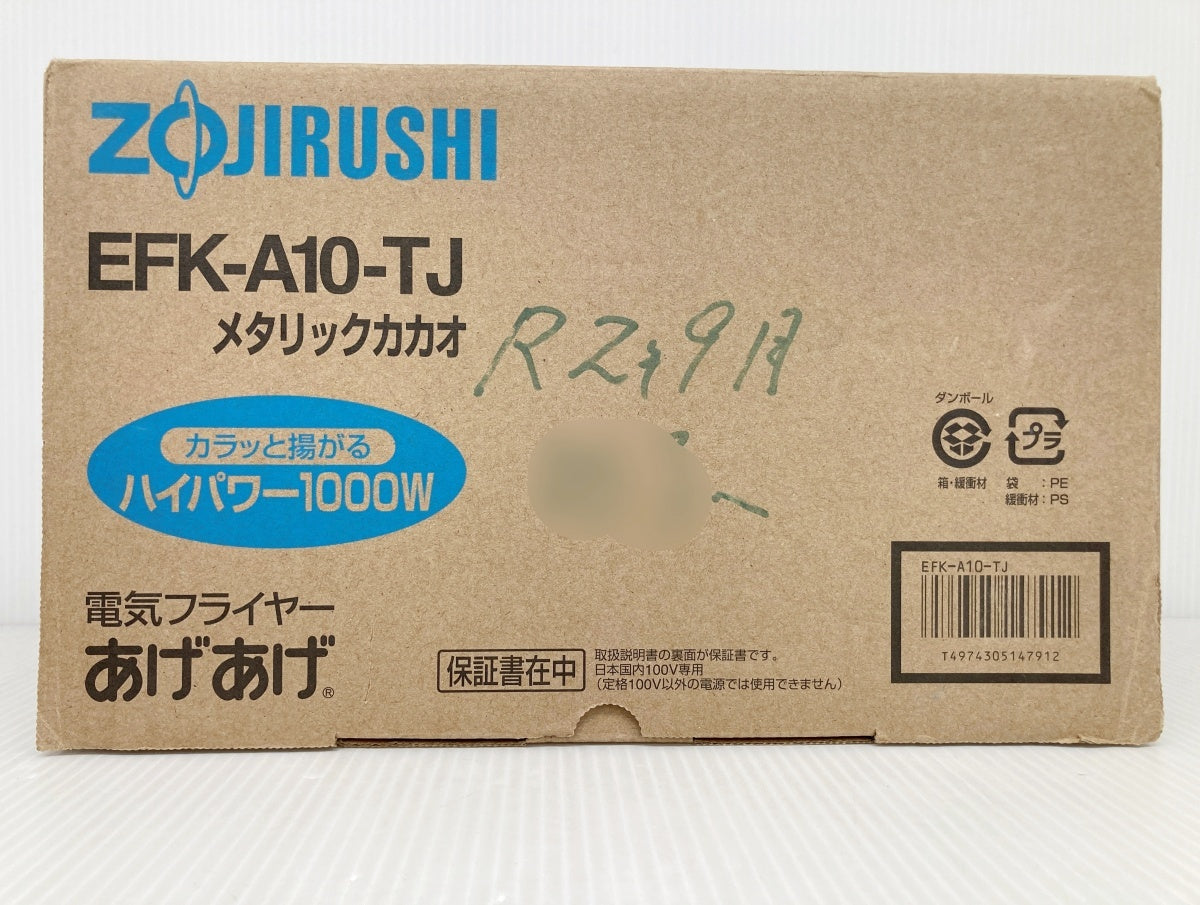 ZOJIRUSHI
EFK-A10-TJ
メタリックカカオ
R2年9月
カラッと揚がる
ハイパワー1000W
電気フライヤー
あげあげ®
保証書在中
取扱説明書の裏面が保証書です。
日本国内100V専用
(定格100V以外の電源では使用できません)
ダンボール
プラ
箱・緩衝材
袋 : PE
緩衝材 : PS
EFK-A10-TJ
T4974305147912